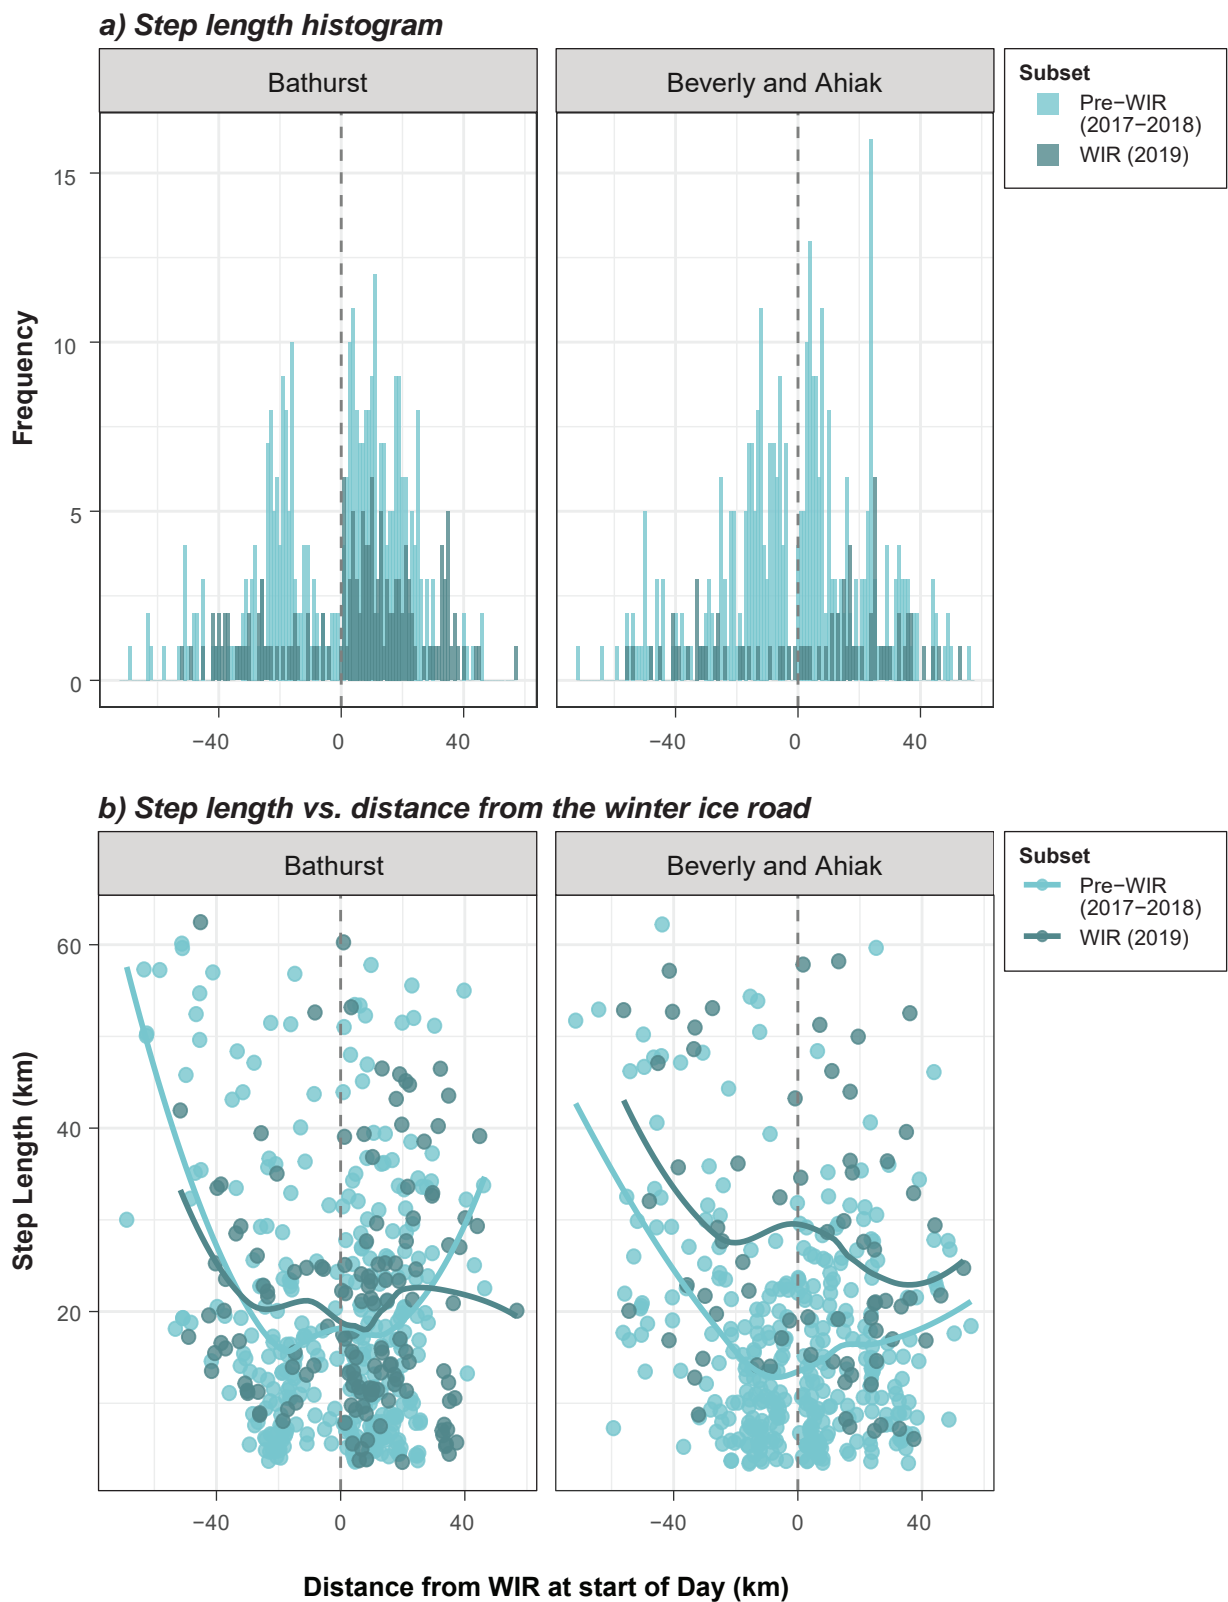 a) Step length histogram
Bathurst
Beverly and Ahiak
Subset
Pre−WIR
(2017−2018)
WIR (2019)
Frequency
15
10
5
0
−40
0
40
−40
0
40
b) Step length vs. distance from the winter ice road
Bathurst
Beverly and Ahiak
Subset
Pre−WIR
(2017−2018)
WIR (2019)
Step Length (km)
60
40
20
−40
0
40
−40
0
40
Distance from WIR at start of Day (km)